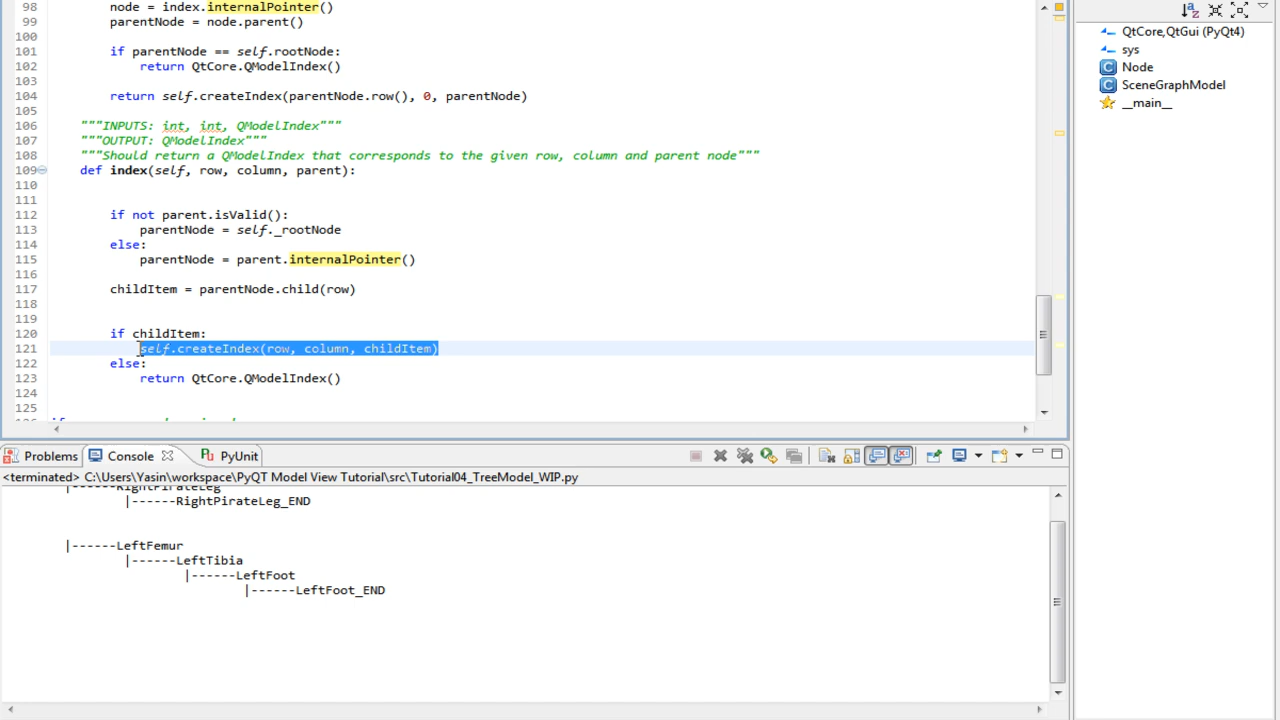 98 node = index.internalPointer()
99 parentNode = node.parent()
100
101 if parentNode == self.rootNode:
102 return QtCore.QModelIndex()
103
104 return self.createIndex(parentNode.row(), 0, parentNode)
105
106 """INPUTS: int, int, QModelIndex"""
107 """OUTPUT: QModelIndex"""
108 """Should return a QModelIndex that corresponds to the given row, column and parent node"""
109 def index(self, row, column, parent):
110
111
112 if not parent.isValid():
113 parentNode = self._rootNode
114 else:
115 parentNode = parent.internalPointer()
116
117 childItem = parentNode.child(row)
118
119
120 if childItem:
121 self.createIndex(row, column, childItem)
122 else:
123 return QtCore.QModelIndex()
124
125
QtCore,QtGui (PyQt4)
sys
Node
SceneGraphModel
__main__
Problems Console PyUnit
<terminated> C:\Users\Yasin\workspace\PyQT Model View Tutorial\src\Tutorial04_TreeModel_WIP.py
|------RightPirateLeg
|------RightPirateLeg_END
|------LeftFemur
|------LeftTibia
|------LeftFoot
|------LeftFoot_END